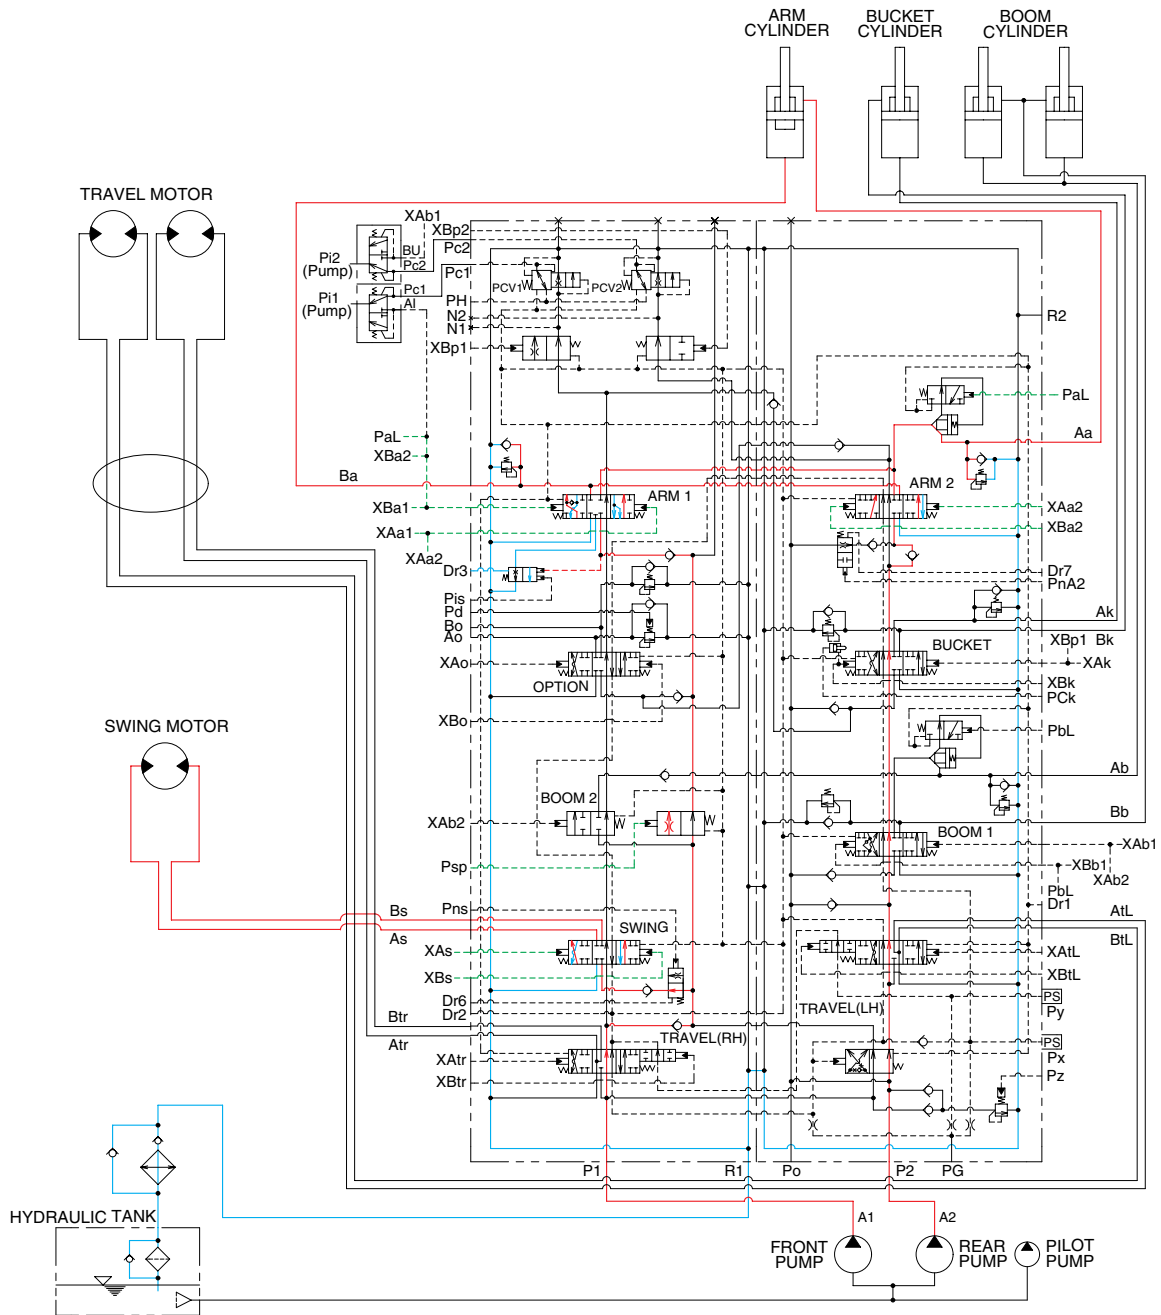 ARM
CYLINDER
BUCKET
CYLINDER
BOOM
CYLINDER
TRAVEL MOTOR
XAb1
XBp2
Pc2
BU
Pc2
Pi2
(Pump)
Pc1
Pc1
Pi1
(Pump)
AI
PCV1
PCV2
PH
N2
N1
XBp1
R2
PaL
Aa
PaL
XBa2
Ba
ARM 1
ARM 2
XBa1
XAa1
XAa2
XAa2
XBa2
Dr3
Dr7
PnA2
Pis
Pd
Bo
Ao
Ak
XBp1 Bk
BUCKET
XAo
XAk
OPTION
XBk
PCk
XBo
SWING MOTOR
PbL
Ab
BOOM 2
Bb
XAb2
BOOM 1
XAb1
XBb1
XAb2
Psp
PbL
Dr1
Pns
Bs
AtL
As
SWING
BtL
XAs
XAtL
XBs
XBtL
Dr6
Dr2
PS
Py
TRAVEL(LH)
Btr
TRAVEL(RH)
Atr
PS
XAtr
Px
XBtr
Pz
P1
R1
Po
P2
PG
HYDRAULIC TANK
A1
A2
FRONT
PUMP
REAR
PUMP
PILOT
PUMP